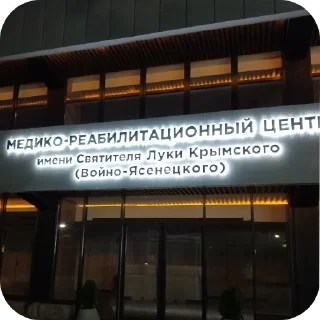 МЕДИКО-РЕАБИЛИТАЦИОННЫЙ ЦЕНТ
имени Святителя Луки Крымского
(Войно-Ясенецкого)